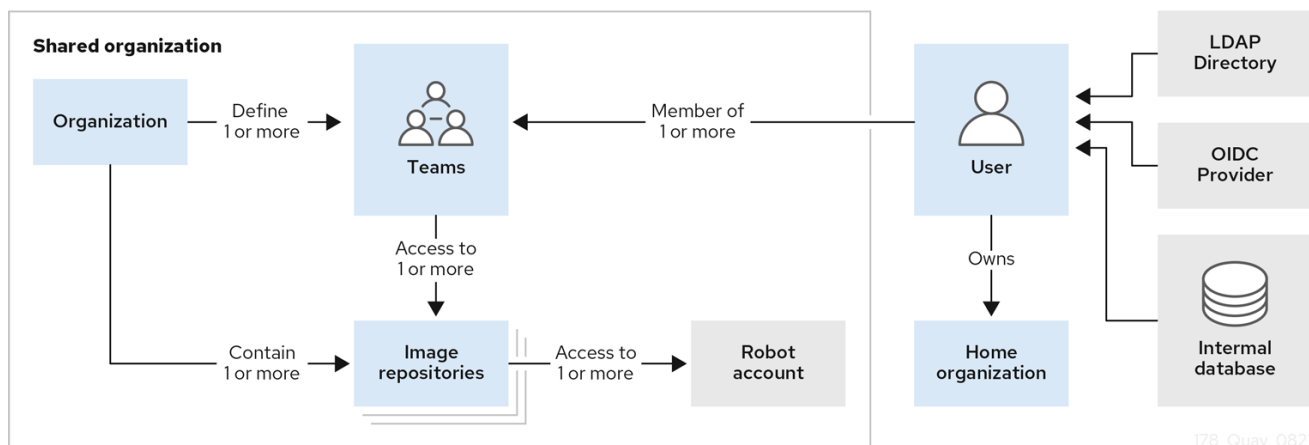 Shared organization
Organization
Define
1 or more
Teams
Member of
1 or more
User
LDAP
Directory
OIDC
Provider
Access to
1 or more
Owns
Contain
1 or more
Image
repositories
Access to
1 or more
Robot
account
Home
organization
Intermal
database
178_Quay_082